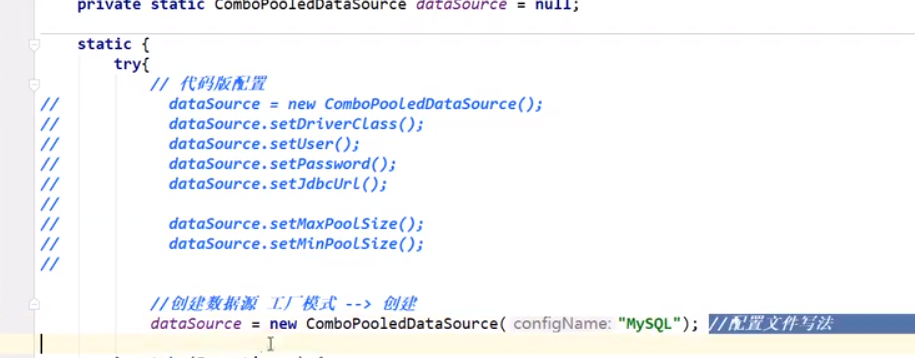 private static ComboPooledDataSource dataSource = null;
static {
try{
// 代码版配置
// dataSource = new ComboPooledDataSource();
// dataSource.setDriverClass();
// dataSource.setUser();
// dataSource.setPassword();
// dataSource.setJdbcUrl();
//
// dataSource.setMaxPoolSize();
// dataSource.setMinPoolSize();
//
//创建数据源 工厂模式 --> 创建
dataSource = new ComboPooledDataSource( configName: "MySQL"); //配置文件写法